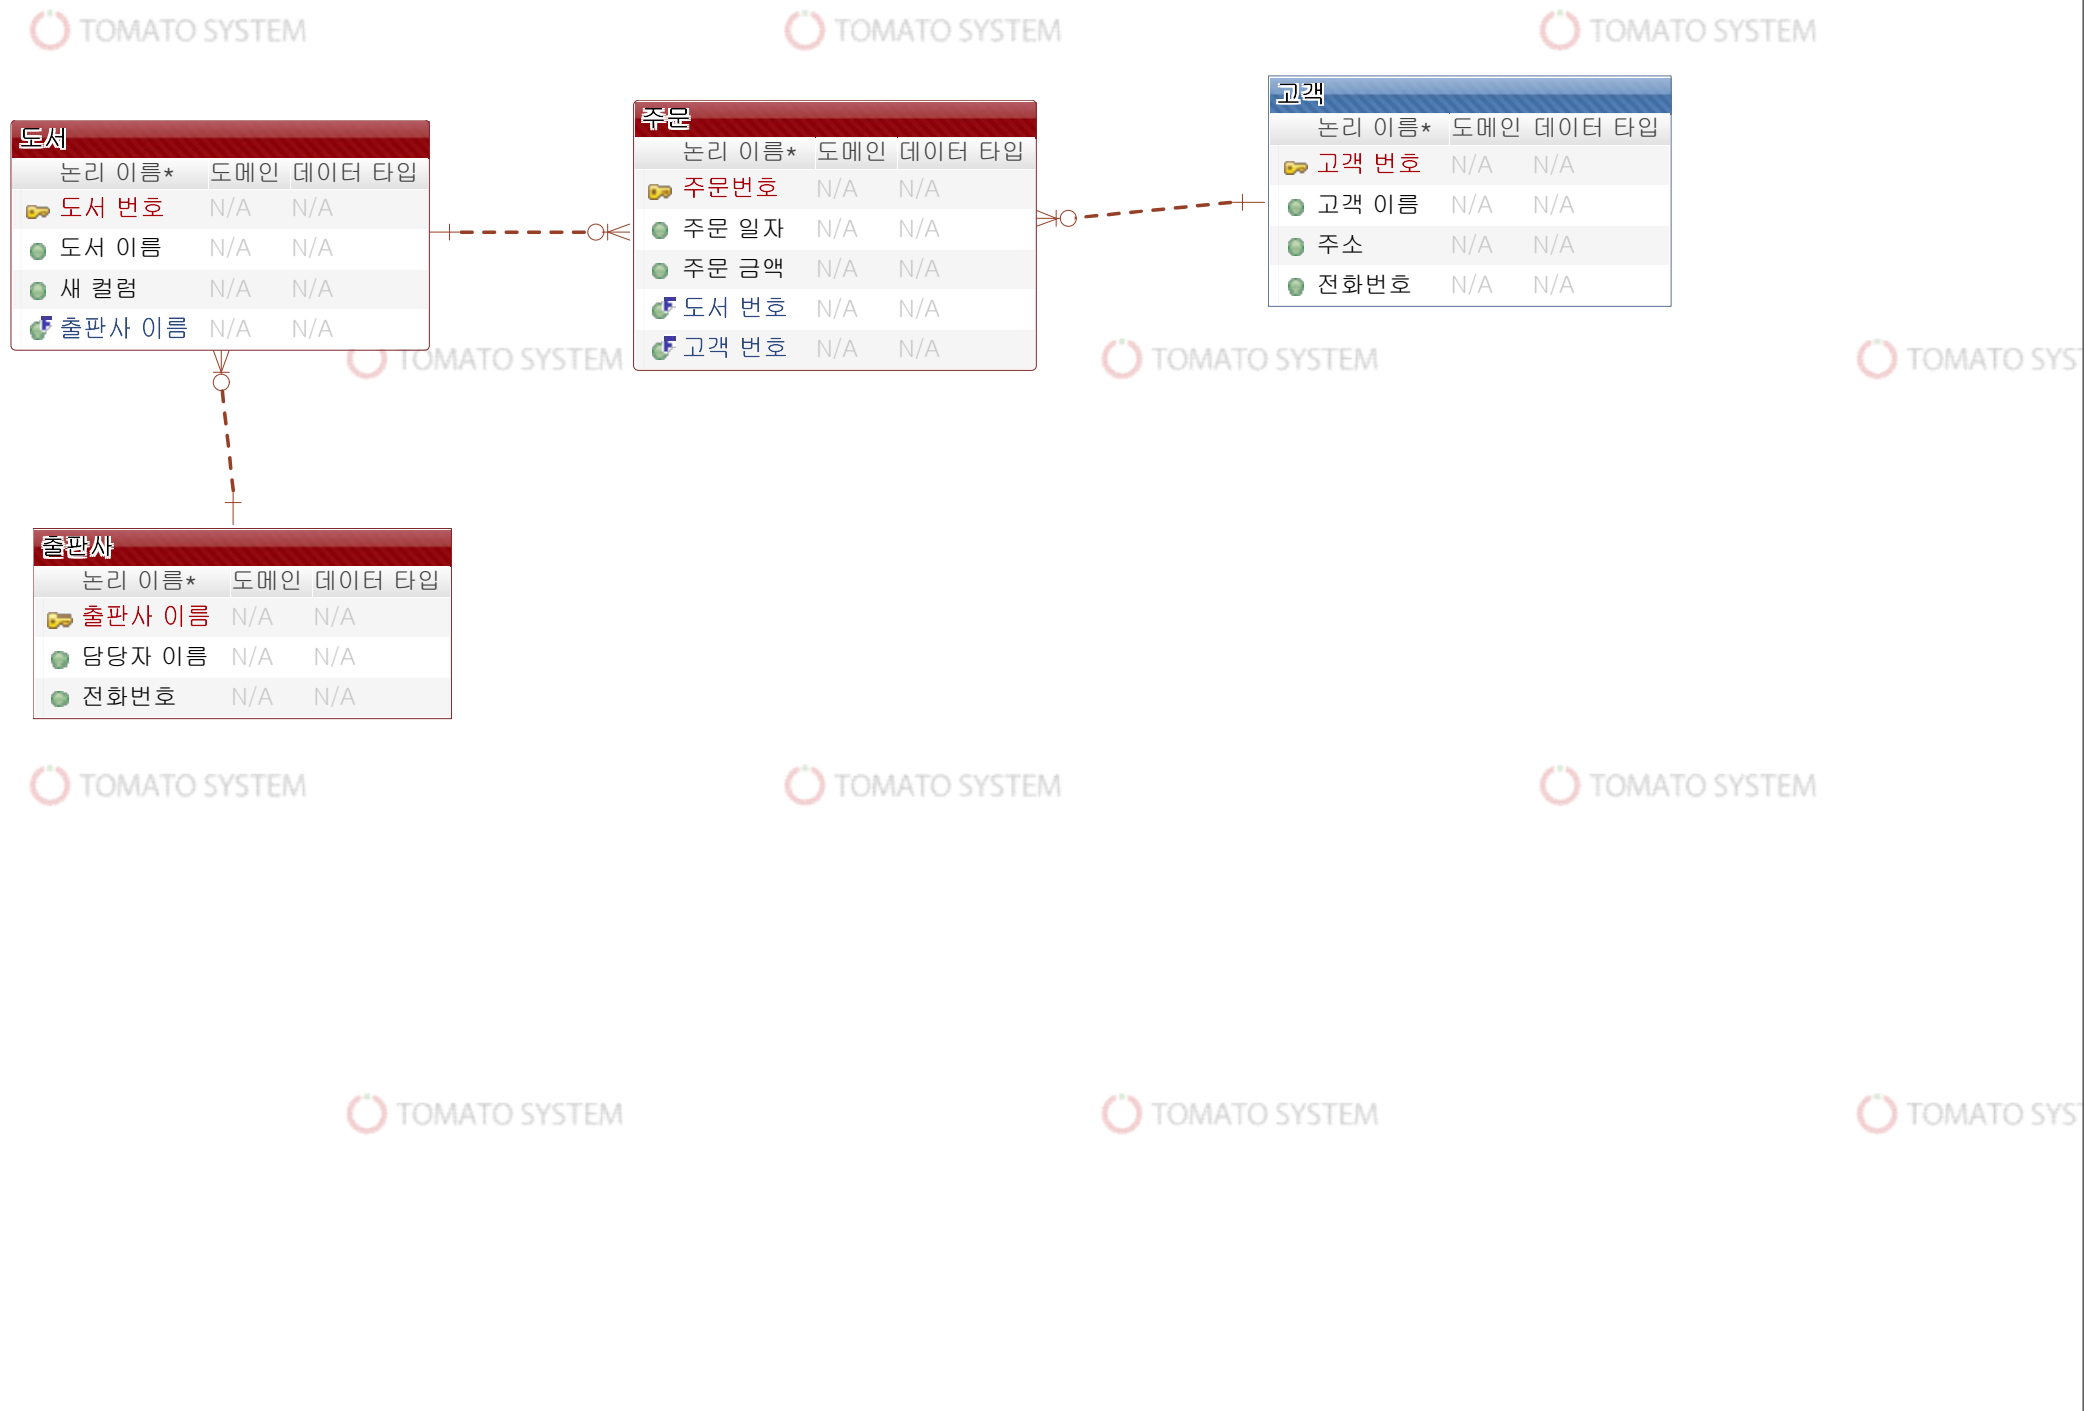 TOMATO SYSTEM
TOMATO SYSTEM
TOMATO SYSTEM
도서
논리 이름* 도메인 데이터 타입
도서 번호 N/A N/A
도서 이름 N/A N/A
새 컬럼 N/A N/A
출판사 이름 N/A N/A
주문
논리 이름* 도메인 데이터 타입
주문번호 N/A N/A
주문 일자 N/A N/A
주문 금액 N/A N/A
F 도서 번호 N/A N/A
F 고객 번호 N/A N/A
고객
논리 이름* 도메인 데이터 타입
고객 번호 N/A N/A
고객 이름 N/A N/A
주소 N/A N/A
전화번호 N/A N/A
TOMATO SYSTEM
TOMATO SYSTEM
TOMATO SYS
출판사
논리 이름* 도메인 데이터 타입
출판사 이름 N/A N/A
담당자 이름 N/A N/A
전화번호 N/A N/A
TOMATO SYSTEM
TOMATO SYSTEM
TOMATO SYSTEM
TOMATO SYSTEM
TOMATO SYSTEM
TOMATO SYS